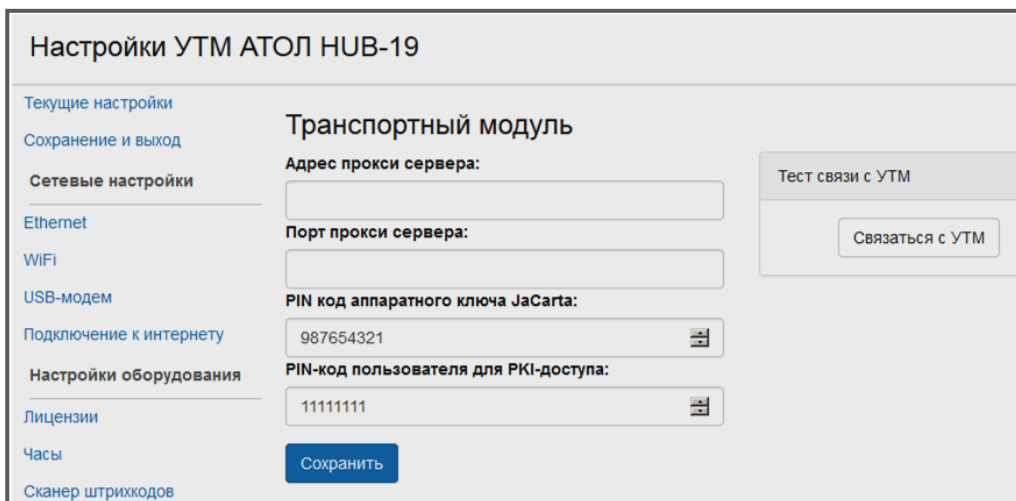 Настройки УТМ АТОЛ HUB-19
Текущие настройки
Сохранение и выход
Сетевые настройки
Ethernet
WiFi
USB-модем
Подключение к интернету
Настройки оборудования
Лицензии
Часы
Сканер штрихкодов
Транспортный модуль
Адрес прокси сервера:
Порт прокси сервера:
PIN код аппаратного ключа JaCarta:
987654321
PIN-код пользователя для PKI-доступа:
11111111
Сохранить
Тест связи с УТМ
Связаться с УТМ